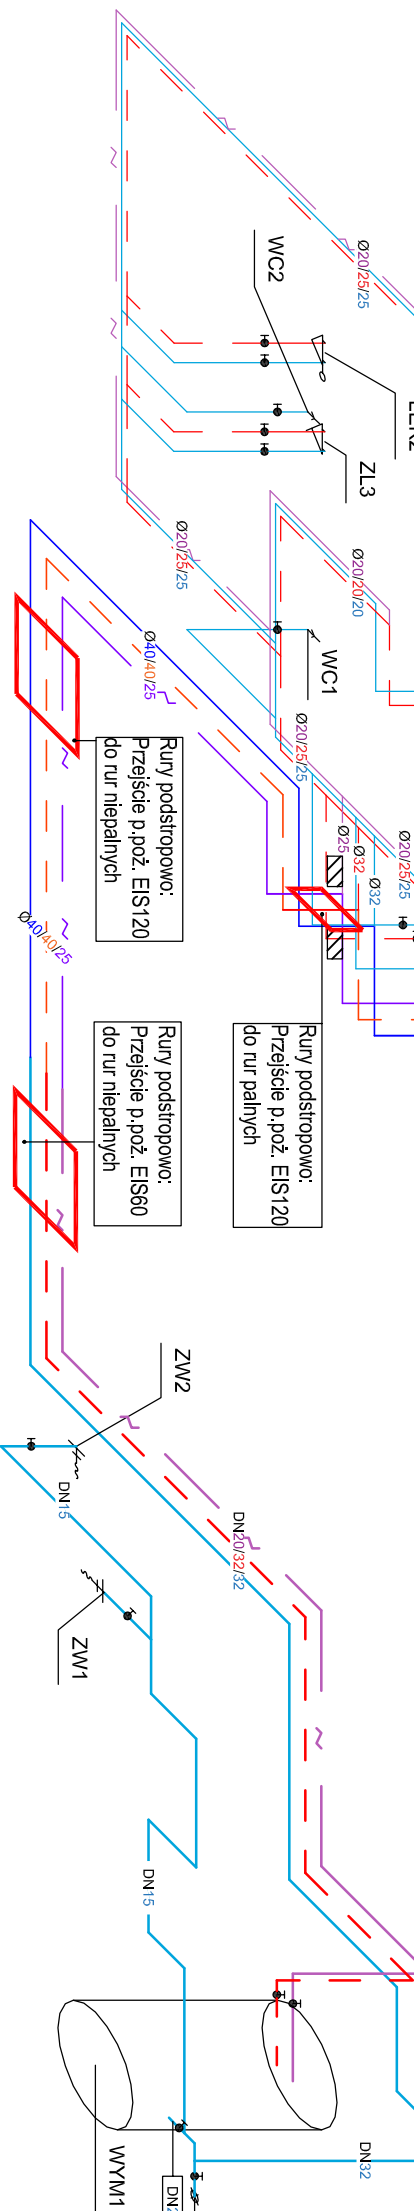 Ø20/25/25
WC2
ZL3
Ø20/25/25
Ø20/20/20
WC1
Ø40/40/25
Ø20/25/25
Ø25
Ø32
Ø32
Ø20/25/25
Rury podstropowo:
Przejście p.poż. EIS120
do rur niepalnych
Ø40/40/25
Rury podstropowo:
Przejście p.poż. EIS60
do rur niepalnych
Rury podstropowo:
Przejście p.poż. EIS120
do rur palnych
ZW2
DN15
DN20/32/32
ZW1
DN15
WYM1
DN32